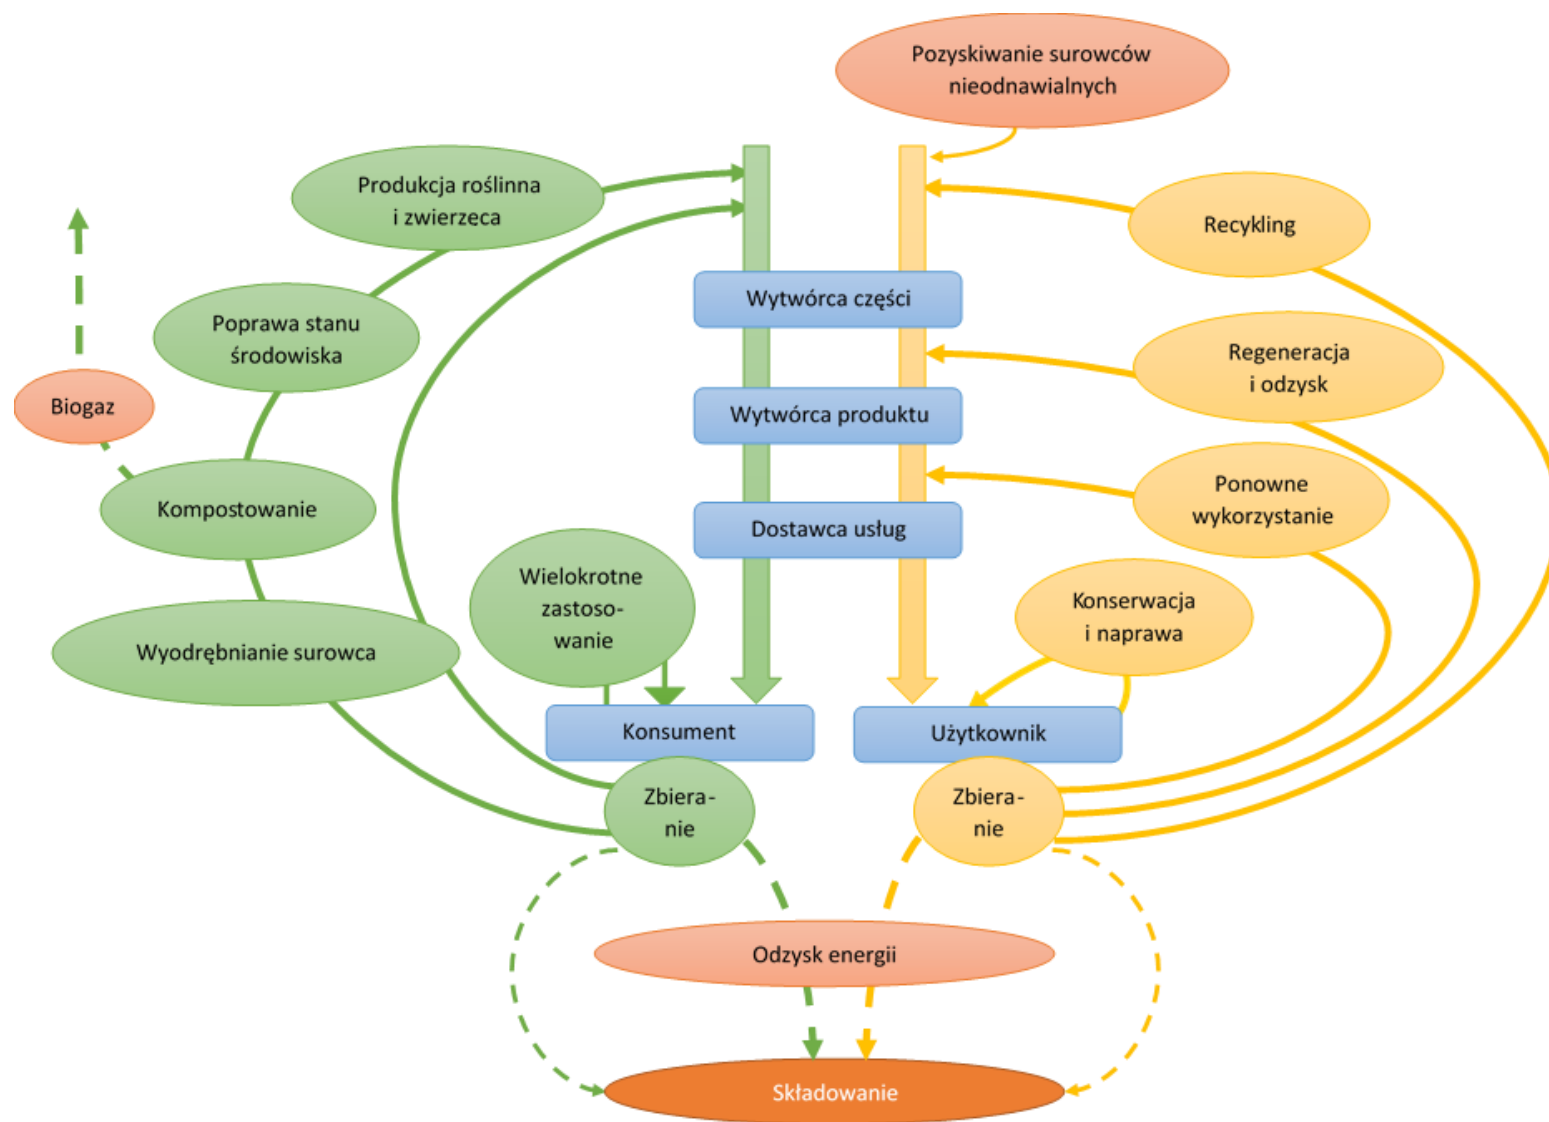 Pozyskiwanie surowców
nieodnawialnych
Produkcja roślinna
i zwierzęca
Recykling
Poprawa stanu
środowiska
Wytwórca części
Regeneracja
i odzysk
Biogaz
Wytwórca produktu
Kompostowanie
Ponowne
wykorzystanie
Dostawca usług
Wielokrotne
zastoso-
wanie
Konserwacja
i naprawa
Wyodrębnianie surowca
Konsument
Użytkownik
Zbiera-
nie
Zbiera-
nie
Odzysk energii
Składowanie